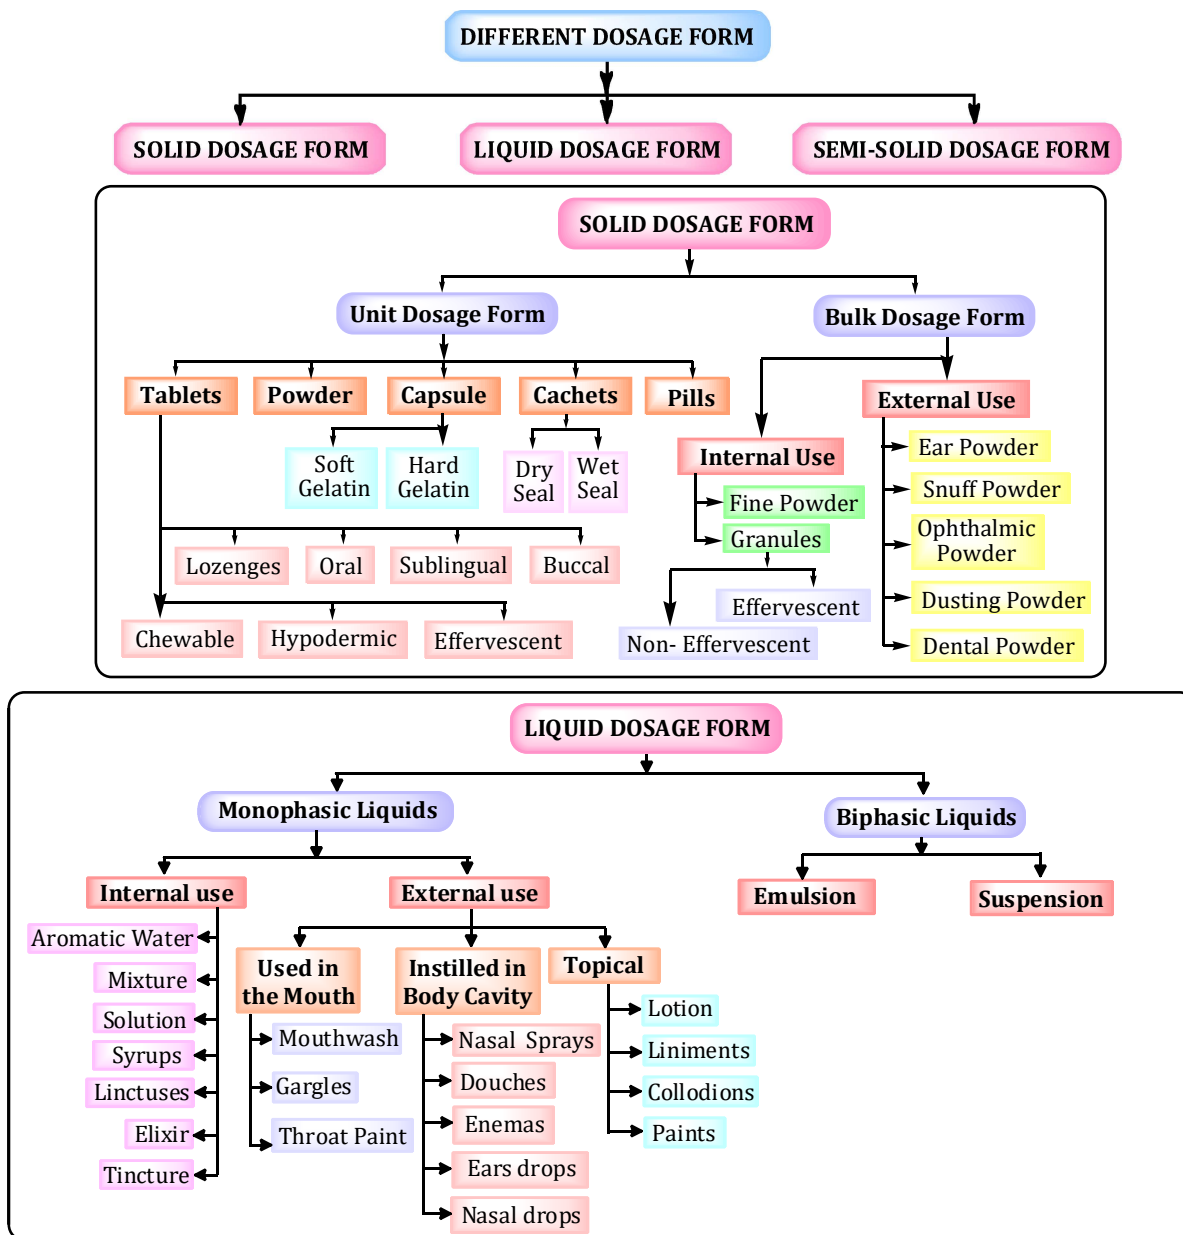 DIFFERENT DOSAGE FORM
SOLID DOSAGE FORM
LIQUID DOSAGE FORM
SEMI-SOLID DOSAGE FORM
SOLID DOSAGE FORM
Unit Dosage Form
Bulk Dosage Form
Tablets
Powder
Capsule
Cachets
Pills
External Use
Soft
Gelatin
Hard
Gelatin
Dry
Seal
Wet
Seal
Internal Use
Ear Powder
Snuff Powder
Ophthalmic
Powder
Dusting Powder
Dental Powder
Fine Powder
Granules
Lozenges
Oral
Sublingual
Buccal
Effervescent
Non- Effervescent
Chewable
Hypodermic
Effervescent
LIQUID DOSAGE FORM
Monophasic Liquids
Biphasic Liquids
Internal use
External use
Emulsion
Suspension
Aromatic Water
Mixture
Solution
Syrups
Linctuses
Elixir
Tincture
Used in
the Mouth
Mouthwash
Gargles
Throat Paint
Instilled in
Body Cavity
Nasal Sprays
Douches
Enemas
Ears drops
Nasal drops
Topical
Lotion
Liniments
Collodions
Paints